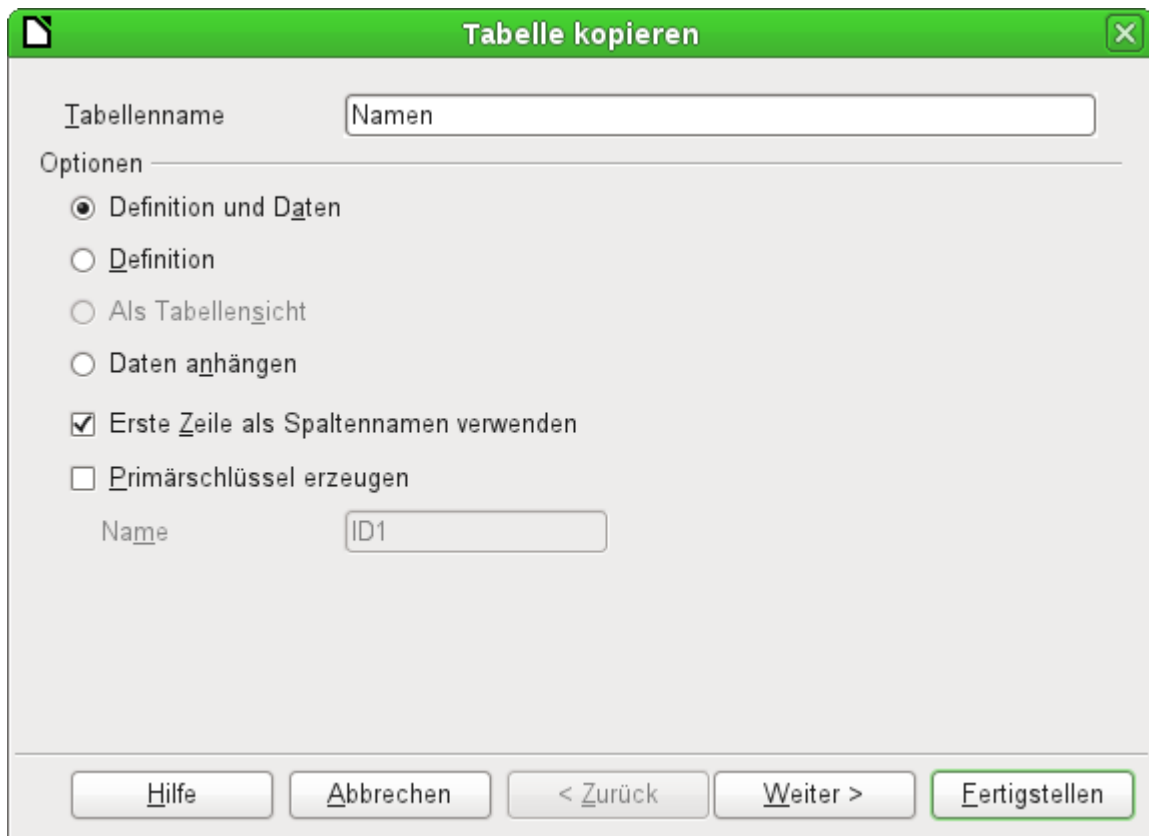 Tabelle kopieren
Tabellenname Namen
Optionen
Definition und Daten
Definition
Als Tabellensicht
Daten anhängen
Erste Zeile als Spaltennamen verwenden
Primärschlüssel erzeugen
Name ID1
Hilfe Abbrechen < Zurück Weiter > Fertigstellen